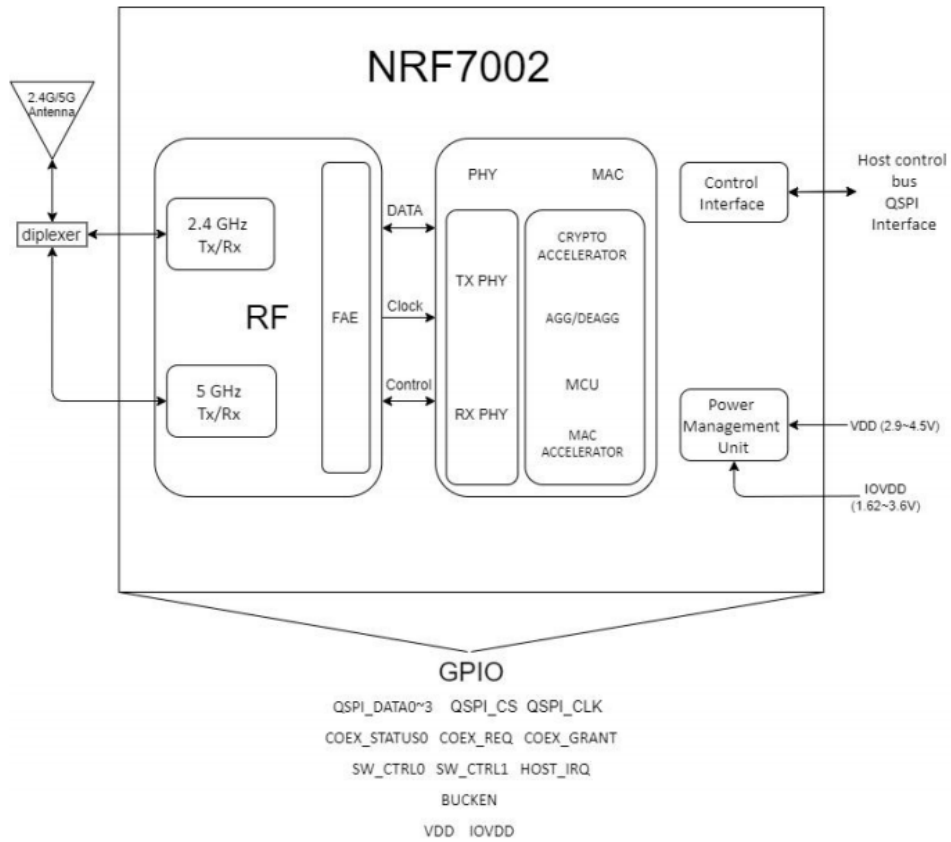 NRF7002
2.4G/5G
Antenna
diplexer
2.4 GHz
Tx/Rx
RF
5 GHz
Tx/Rx
FAE
DATA
Clock
Control
PHY
MAC
TX PHY
RX PHY
CRYPTO
ACCELERATOR
AGG/DEAGG
MCU
MAC
ACCELERATOR
Control
Interface
Host control
bus
QSPI
Interface
Power
Management
Unit
VDD (2.9~4.5V)
IOVDD
(1.62~3.6V)
GPIO
QSPI_DATA0~3 QSPI_CS QSPI_CLK
COEX_STATUS0 COEX_REQ COEX_GRANT
SW_CTRL0 SW_CTRL1 HOST_IRQ
BUCKEN
VDD IOVDD